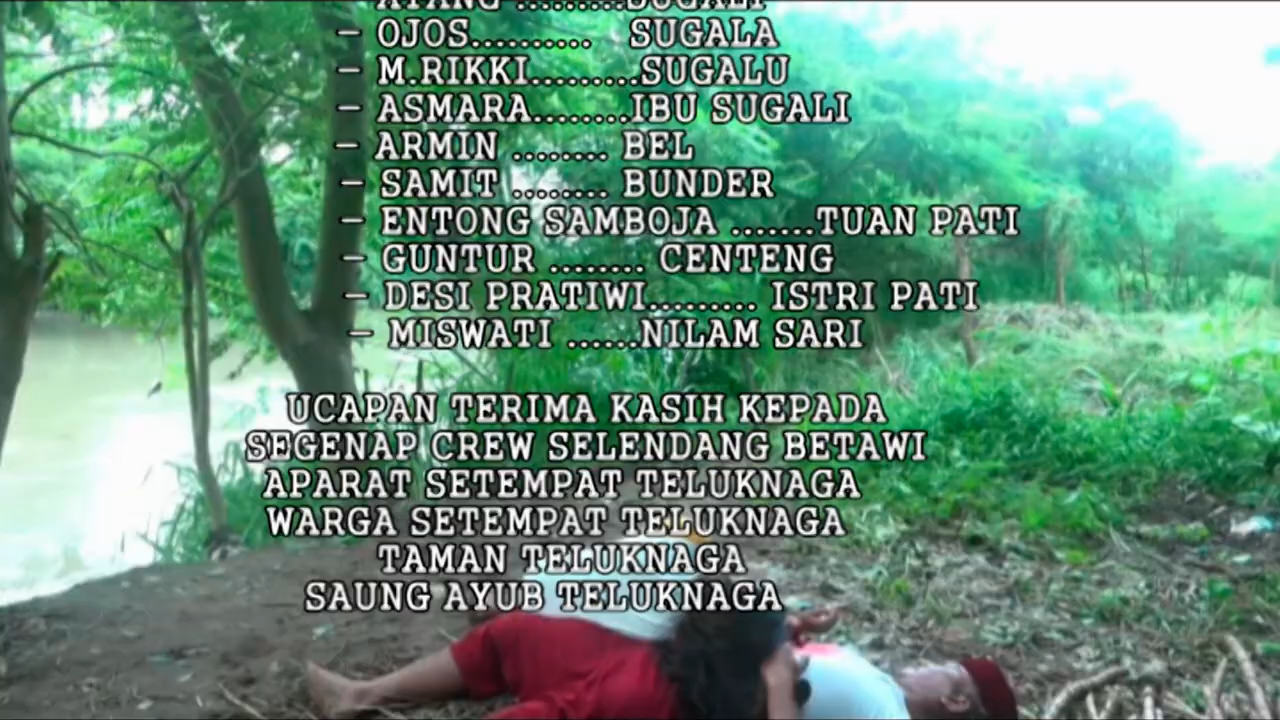 SUGALI
- OJOS.......... SUGALA
- M.RIKKI.........SUGALU
- ASMARA........IBU SUGALI
- ARMIN ........ BEL
- SAMIT ........ BUNDER
- ENTONG SAMBOJA .......TUAN PATI
- GUNTUR ........ CENTENG
- DESI PRATIWI......... ISTRI PATI
- MISWATI ......NILAM SARI
UCAPAN TERIMA KASIH KEPADA
SEGENAP CREW SELENDANG BETAWI
APARAT SETEMPAT TELUKNAGA
WARGA SETEMPAT TELUKNAGA
TAMAN TELUKNAGA
SAUNG AYUB TELUKNAGA